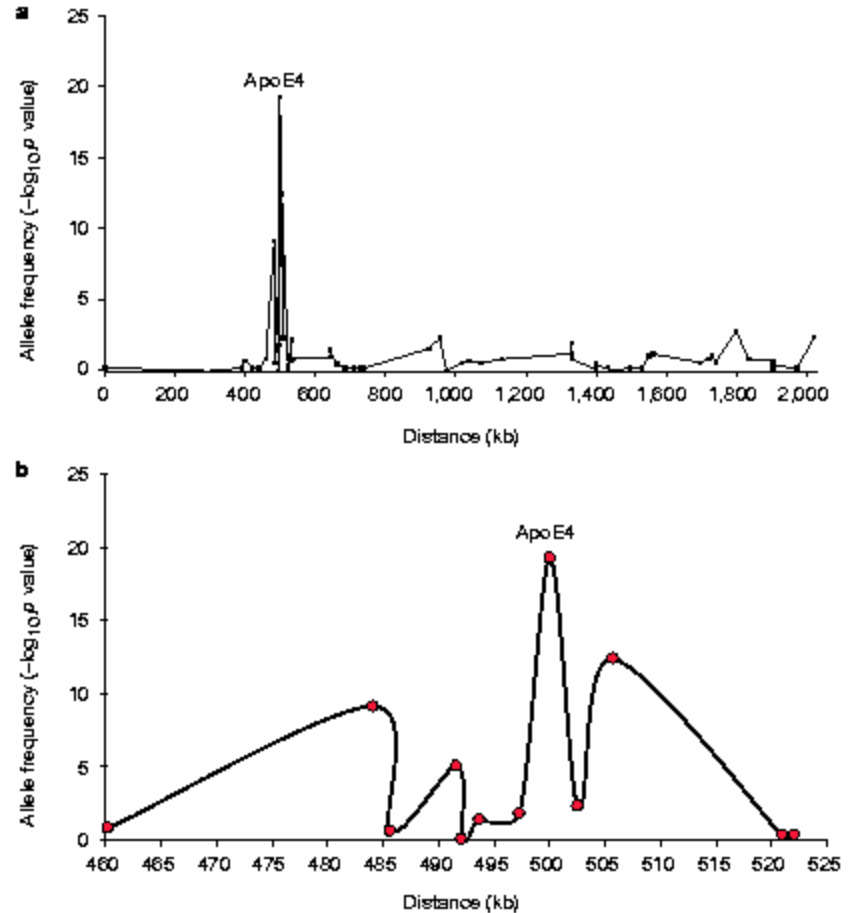 a
25
ApoE4
20
15
10
5
0
Allele frequency (–log10p value)
0 200 400 600 800 1,000 1,200 1,400 1,600 1,800 2,000
Distance (kb)
b
25
ApoE4
20
15
10
5
0
Allele frequency (–log10p value)
460 465 470 475 480 485 490 495 500 505 510 515 520 525
Distance (kb)